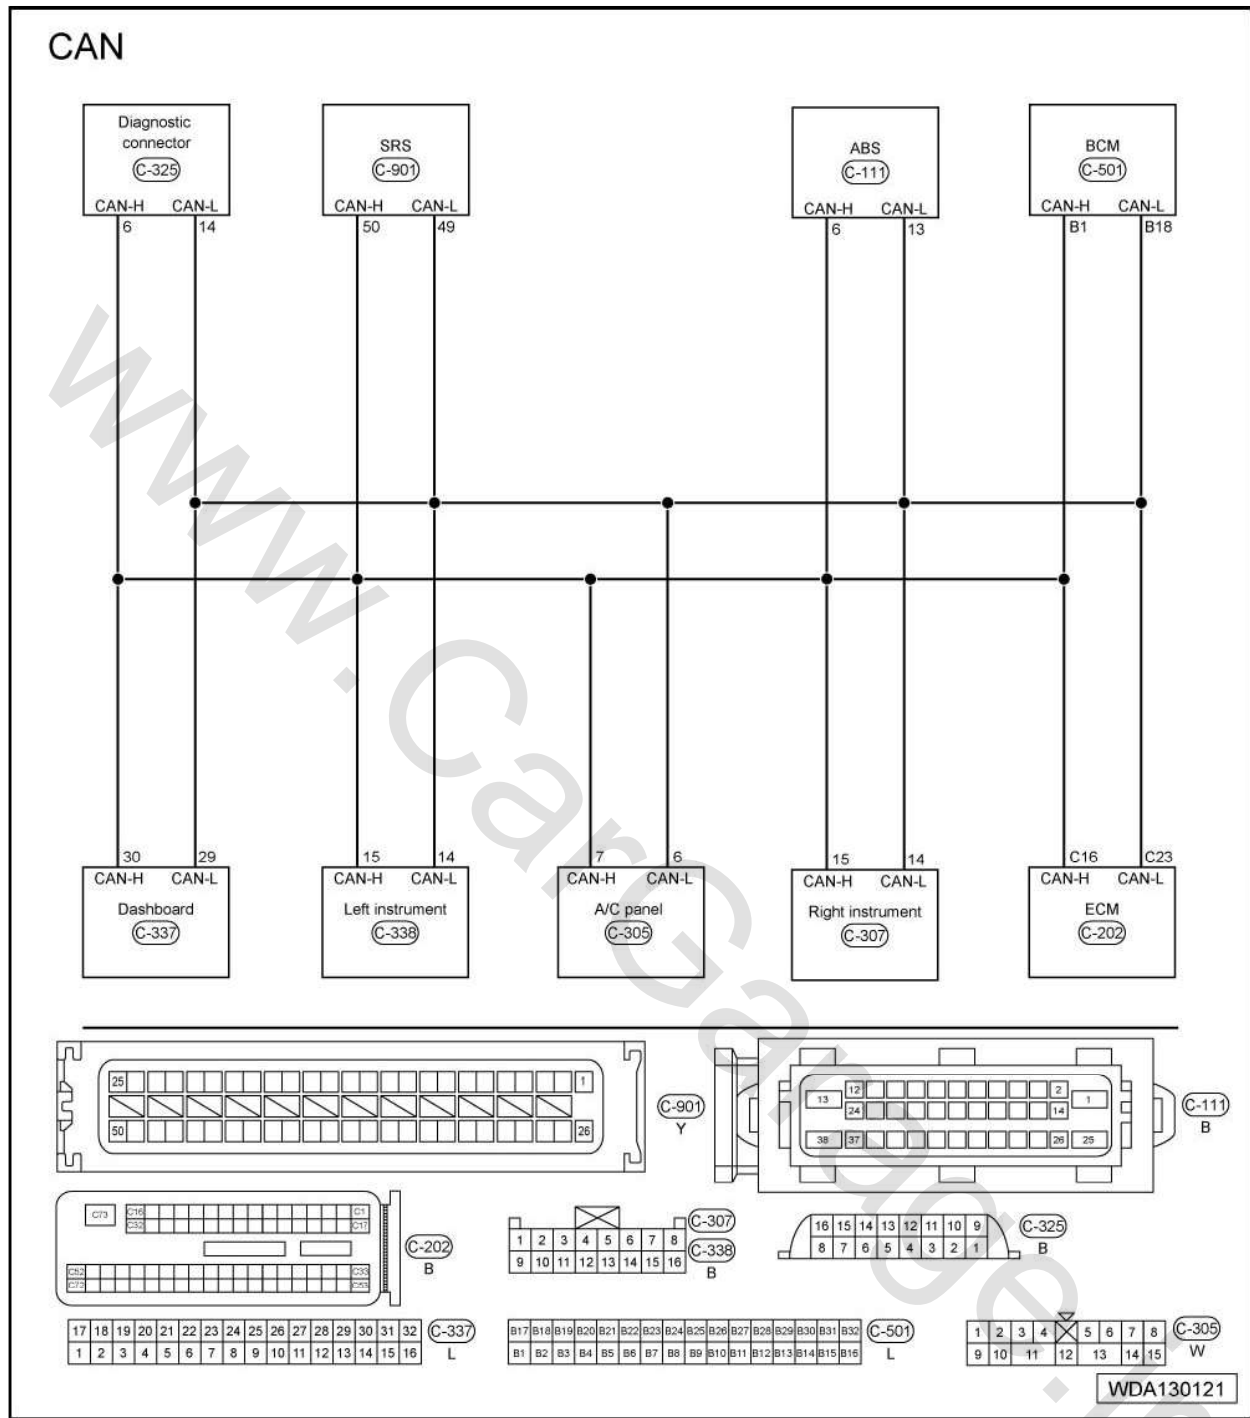 CAN
Diagnostic
connector
C-325
CAN-H CAN-L
6 14
SRS
C-901
CAN-H CAN-L
50 49
ABS
C-111
CAN-H CAN-L
6 13
BCM
C-501
CAN-H CAN-L
B1 B18
30 29
CAN-H CAN-L
Dashboard
C-337
15 14
CAN-H CAN-L
Left instrument
C-338
7 6
CAN-H CAN-L
A/C panel
C-305
15 14
CAN-H CAN-L
Right instrument
C-307
C16 C23
CAN-H CAN-L
ECM
C-202
25 1
50 26
C-901
Y
12 2
13 1
24 14
38 37 26 25
C-111
B
C73 C16 C1
C32 C17
C52 C33
C72 C53
C-202
B
1 2 3 4 5 6 7 8
9 10 11 12 13 14 15 16
C-307
C-338
B
16 15 14 13 12 11 10 9
8 7 6 5 4 3 2 1
C-325
B
17 18 19 20 21 22 23 24 25 26 27 28 29 30 31 32
1 2 3 4 5 6 7 8 9 10 11 12 13 14 15 16
C-337
L
B17 B18 B19 B20 B21 B22 B23 B24 B25 B26 B27 B28 B29 B30 B31 B32
B1 B2 B3 B4 B5 B6 B7 B8 B9 B10 B11 B12 B13 B14 B15 B16
C-501
L
1 2 3 4 5 6 7 8
9 10 11 12 13 14 15
C-305
W
WDA130121
www.CarGarage.i